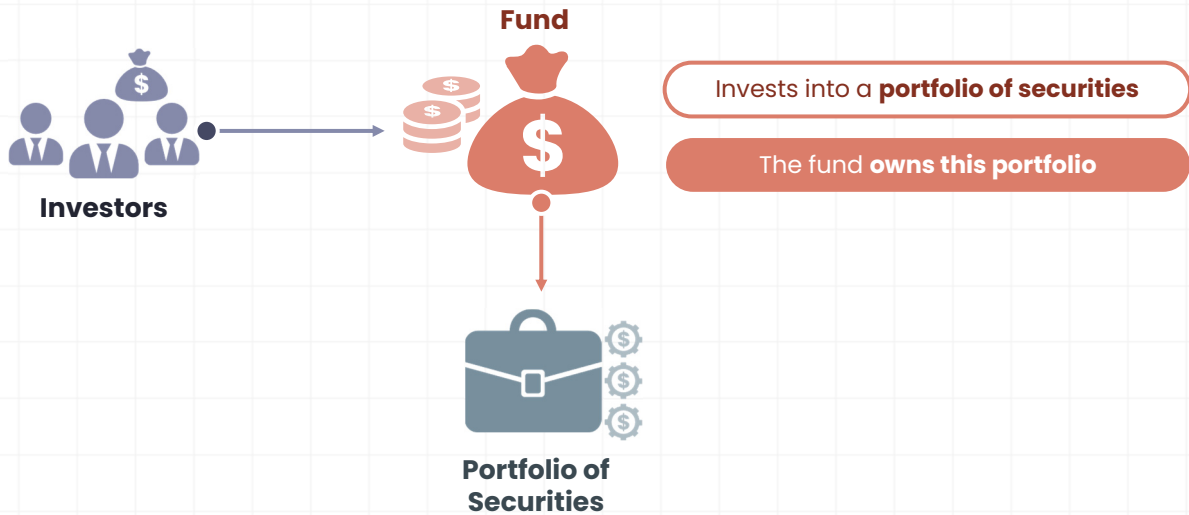 Fund
Invests into a portfolio of securities
The fund owns this portfolio
Investors
Portfolio of
Securities
$
$
$
$
$
$
$